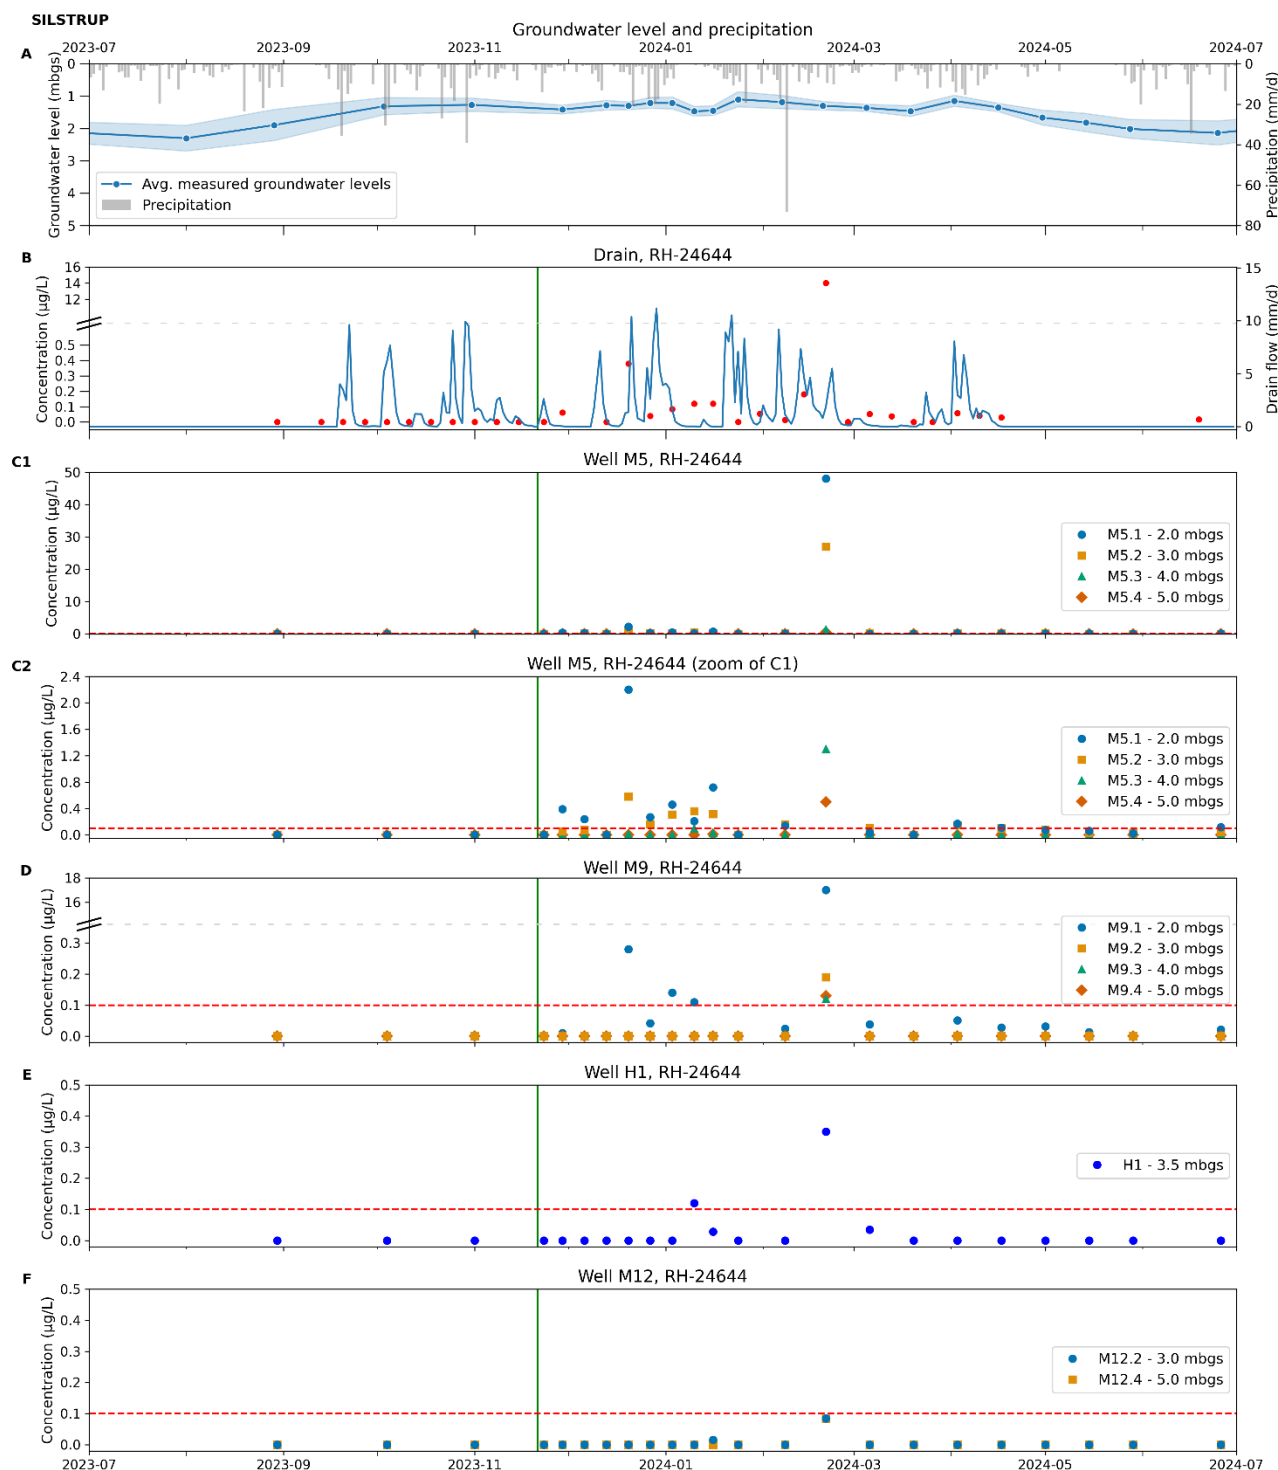 SILSTRUP
Groundwater level and precipitation
A
2023-07 2023-09 2023-11 2024-01 2024-03 2024-05 2024-07
Groundwater level (mbgs)
0
1
2
3
4
5
Avg. measured groundwater levels
Precipitation
0
20
40
60
80
Precipitation (mm/d)
B
Drain, RH-24644
Concentration (µg/L)
16
14
12
0.5
0.4
0.3
0.2
0.1
0.0
15
10
5
0
Drain flow (mm/d)
C1
Well M5, RH-24644
Concentration (µg/L)
50
40
30
20
10
0
M5.1 - 2.0 mbgs
M5.2 - 3.0 mbgs
M5.3 - 4.0 mbgs
M5.4 - 5.0 mbgs
C2
Well M5, RH-24644 (zoom of C1)
Concentration (µg/L)
2.4
2.0
1.6
1.2
0.8
0.4
0.0
M5.1 - 2.0 mbgs
M5.2 - 3.0 mbgs
M5.3 - 4.0 mbgs
M5.4 - 5.0 mbgs
D
Well M9, RH-24644
Concentration (µg/L)
18
16
0.3
0.2
0.1
0.0
M9.1 - 2.0 mbgs
M9.2 - 3.0 mbgs
M9.3 - 4.0 mbgs
M9.4 - 5.0 mbgs
E
Well H1, RH-24644
Concentration (µg/L)
0.5
0.4
0.3
0.2
0.1
0.0
H1 - 3.5 mbgs
F
Well M12, RH-24644
Concentration (µg/L)
0.5
0.4
0.3
0.2
0.1
0.0
M12.2 - 3.0 mbgs
M12.4 - 5.0 mbgs
2023-07 2023-09 2023-11 2024-01 2024-03 2024-05 2024-07